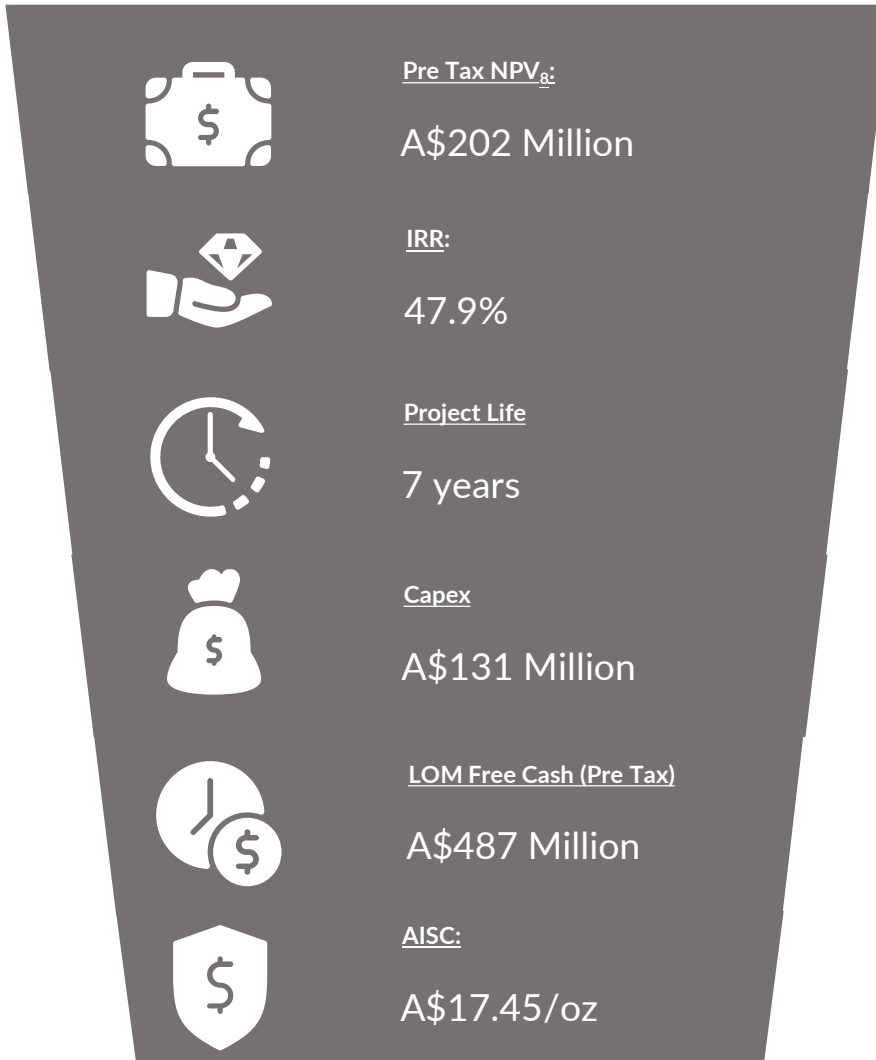 Pre Tax NPV₈:
$
A$202 Million
IRR:
47.9%
Project Life
7 years
Capex
$
A$131 Million
LOM Free Cash (Pre Tax)
$
A$487 Million
AISC:
$
A$17.45/oz